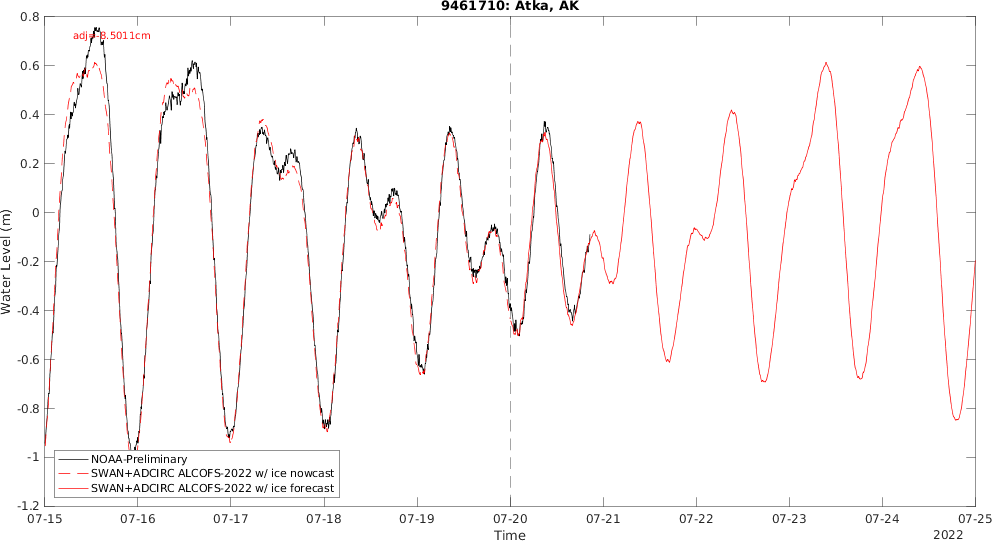 9461710: Atka, AK
adj=-8.5011cm
0.8
0.6
0.4
0.2
0
-0.2
-0.4
-0.6
-0.8
-1
-1.2
Water Level (m)
NOAA-Preliminary
SWAN+ADCIRC ALCOFS-2022 w/ ice nowcast
SWAN+ADCIRC ALCOFS-2022 w/ ice forecast
07-15 07-16 07-17 07-18 07-19 07-20 07-21 07-22 07-23 07-24 07-25
Time
2022